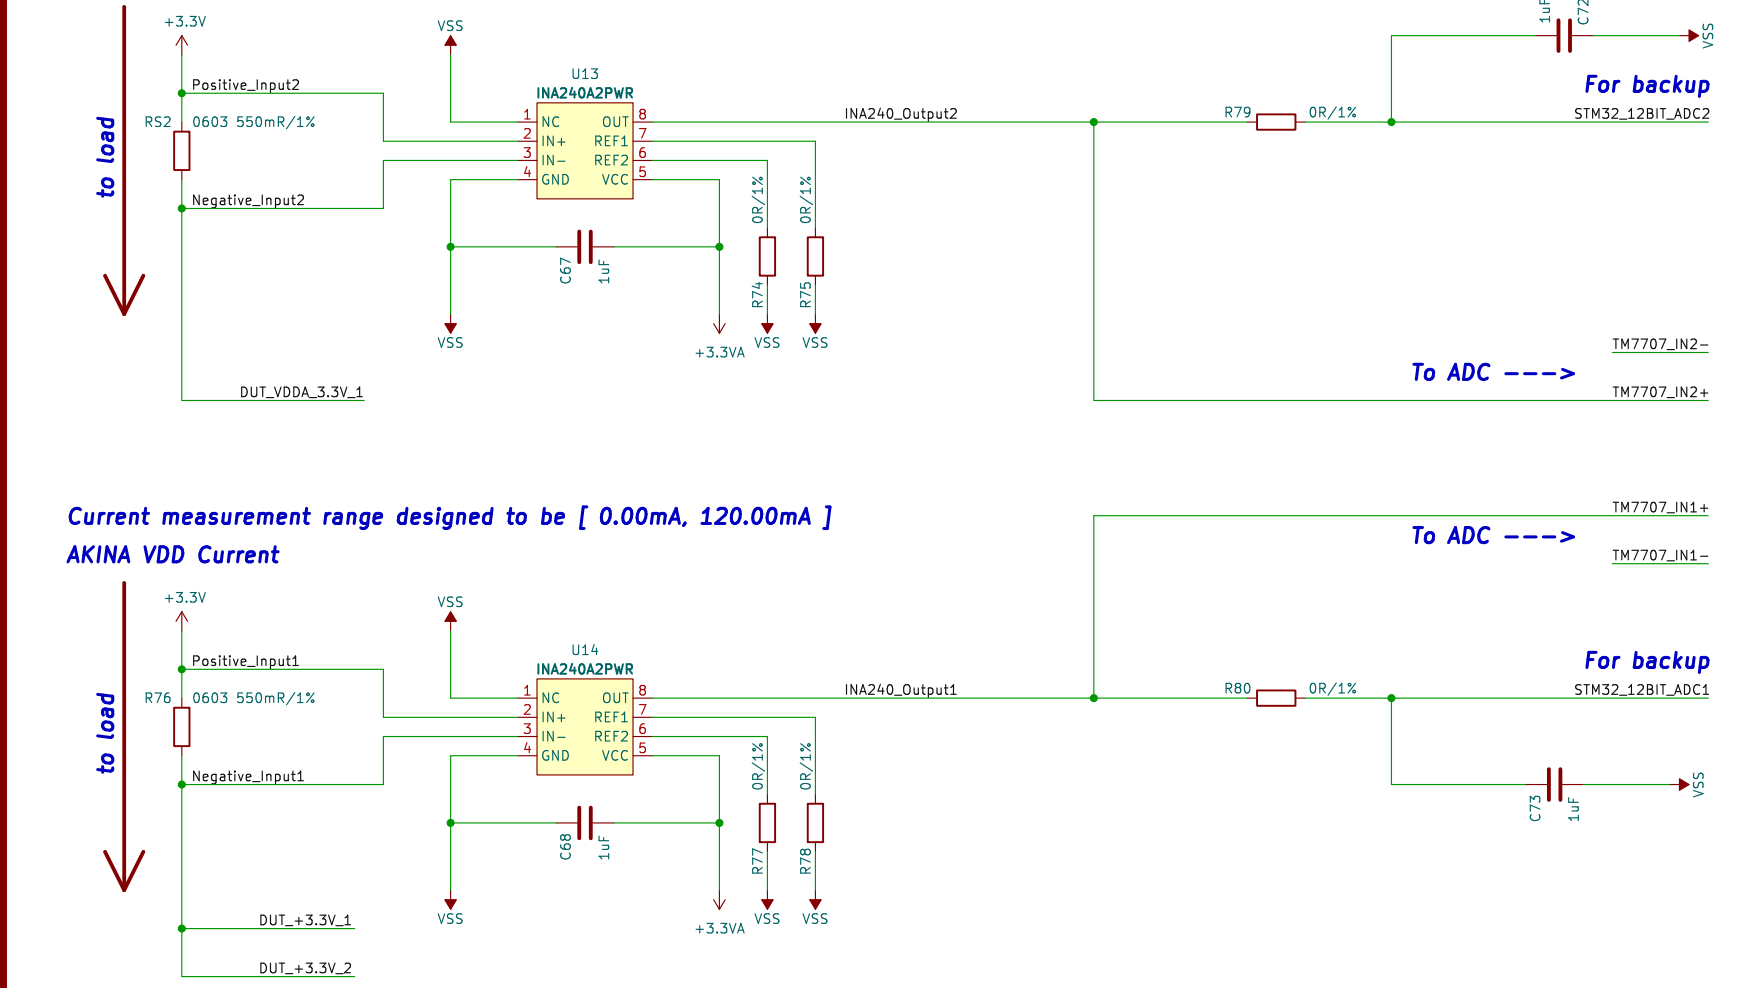 +3.3V
Positive_Input2
RS2 0603 550mR/1%
to load
Negative_Input2
DUT_VDDA_3.3V_1
VSS
U13
INA240A2PWR
1 NC OUT 8
2 IN+ REF1 7
3 IN- REF2 6
4 GND VCC 5
C67
1uF
VSS
+3.3VA
0R/1%
R74
VSS
0R/1%
R75
VSS
INA240_Output2
R79 0R/1%
1uF
C72
VSS
For backup
STM32_12BIT_ADC2
TM7707_IN2-
To ADC --->
TM7707_IN2+
Current measurement range designed to be [ 0.00mA, 120.00mA ]
AKINA VDD Current
TM7707_IN1+
To ADC --->
TM7707_IN1-
+3.3V
Positive_Input1
R76 0603 550mR/1%
to load
Negative_Input1
DUT_+3.3V_1
DUT_+3.3V_2
VSS
U14
INA240A2PWR
1 NC OUT 8
2 IN+ REF1 7
3 IN- REF2 6
4 GND VCC 5
C68
1uF
VSS
+3.3VA
0R/1%
R77
VSS
0R/1%
R78
VSS
INA240_Output1
R80 0R/1%
For backup
STM32_12BIT_ADC1
C73
1uF
VSS